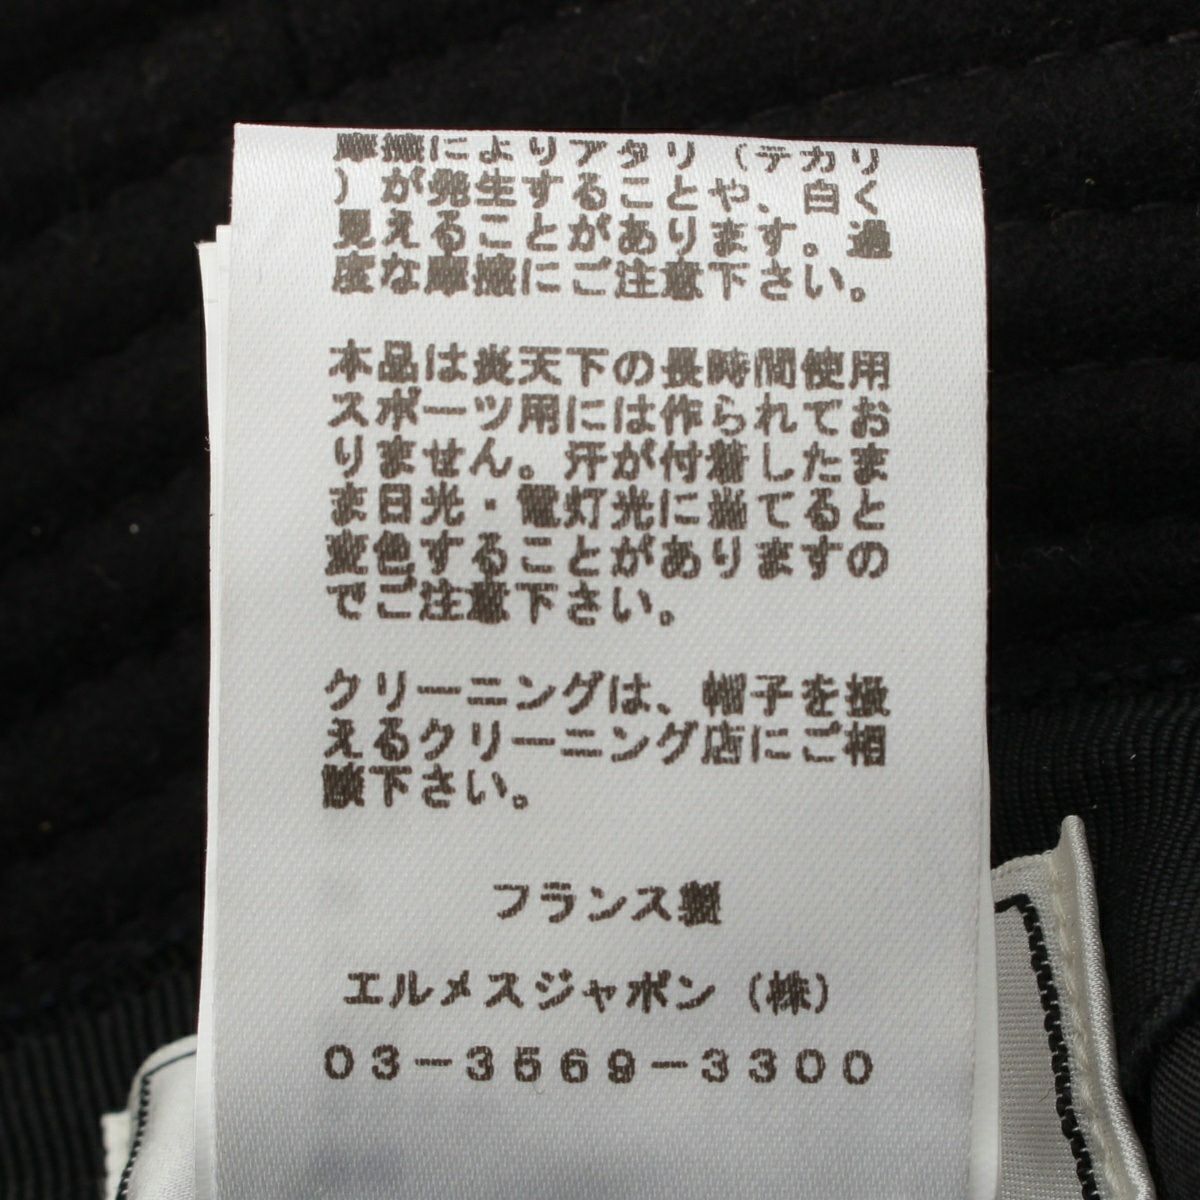 摩擦によりアタリ（テカリ
）が発生することや、白く
見えることがあります。過
度な摩擦にご注意下さい。
本品は炎天下の長時間使用
スポーツ用には作られてお
りません。汗が付着したま
ま日光・電灯光に当てると
変色することがありますの
でご注意下さい。
クリーニングは、帽子を扱
えるクリーニング店にご相
談下さい。
フランス製
エルメスジャポン（株）
03-3569-3300